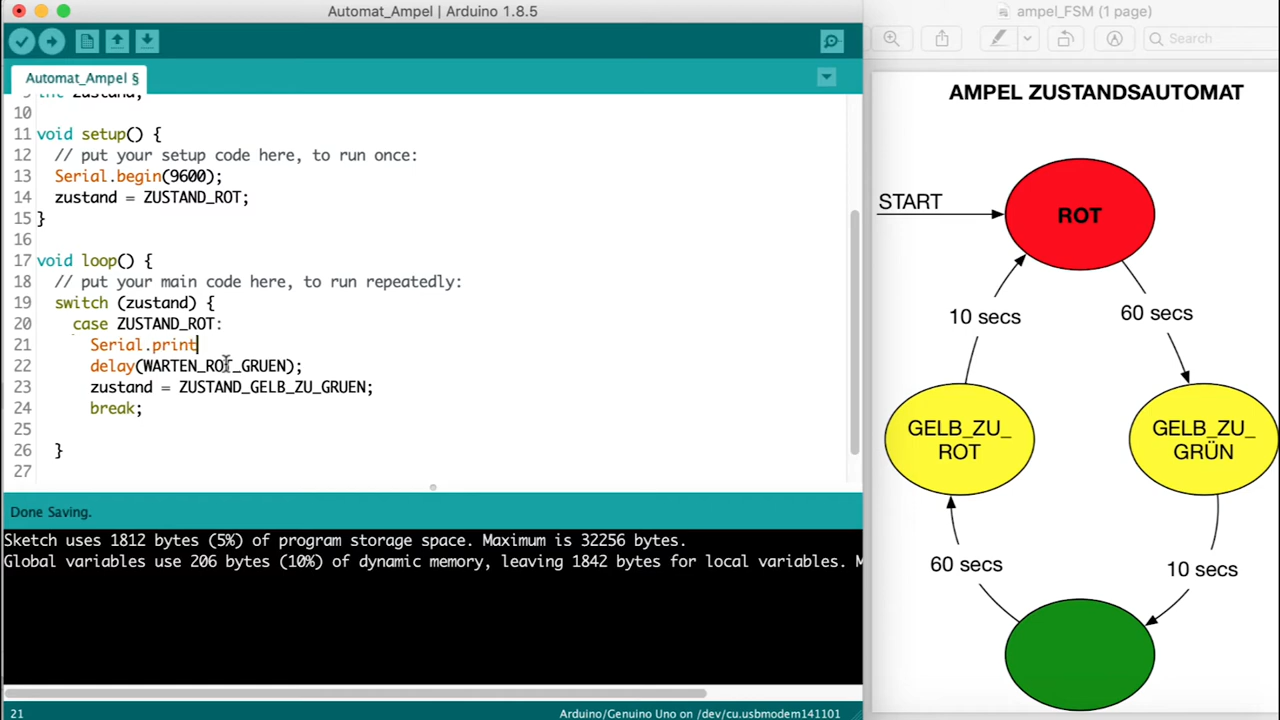 Automat_Ampel | Arduino 1.8.5
Automat_Ampel §
9 int zustand;
10
11 void setup() {
12 // put your setup code here, to run once:
13 Serial.begin(9600);
14 zustand = ZUSTAND_ROT;
15 }
16
17 void loop() {
18 // put your main code here, to run repeatedly:
19 switch (zustand) {
20 case ZUSTAND_ROT:
21 Serial.print
22 delay(WARTEN_ROT_GRUEN);
23 zustand = ZUSTAND_GELB_ZU_GRUEN;
24 break;
25
26 }
27
Done Saving.
Sketch uses 1812 bytes (5%) of program storage space. Maximum is 32256 bytes.
Global variables use 206 bytes (10%) of dynamic memory, leaving 1842 bytes for local variables. M
21
Arduino/Genuino Uno on /dev/cu.usbmodem141101
ampel_FSM (1 page)
Search
AMPEL ZUSTANDSAUTOMAT
START
ROT
10 secs
60 secs
GELB_ZU_
ROT
GELB_ZU_
GRÜN
60 secs
10 secs